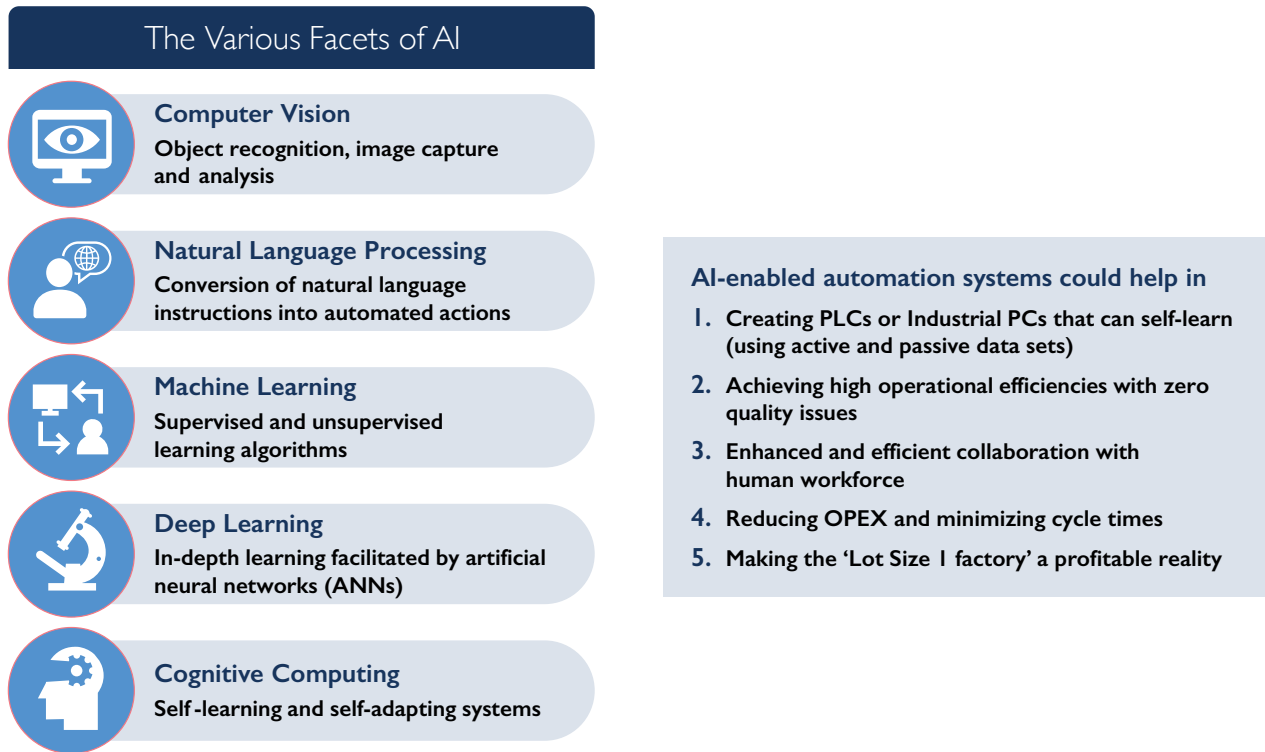 The Various Facets of AI
Computer Vision
Object recognition, image capture
and analysis
Natural Language Processing
Conversion of natural language
instructions into automated actions
Machine Learning
Supervised and unsupervised
learning algorithms
Deep Learning
In-depth learning facilitated by artificial
neural networks (ANNs)
Cognitive Computing
Self-learning and self-adapting systems
AI-enabled automation systems could help in
1. Creating PLCs or Industrial PCs that can self-learn
(using active and passive data sets)
2. Achieving high operational efficiencies with zero
quality issues
3. Enhanced and efficient collaboration with
human workforce
4. Reducing OPEX and minimizing cycle times
5. Making the ‘Lot Size 1 factory’ a profitable reality